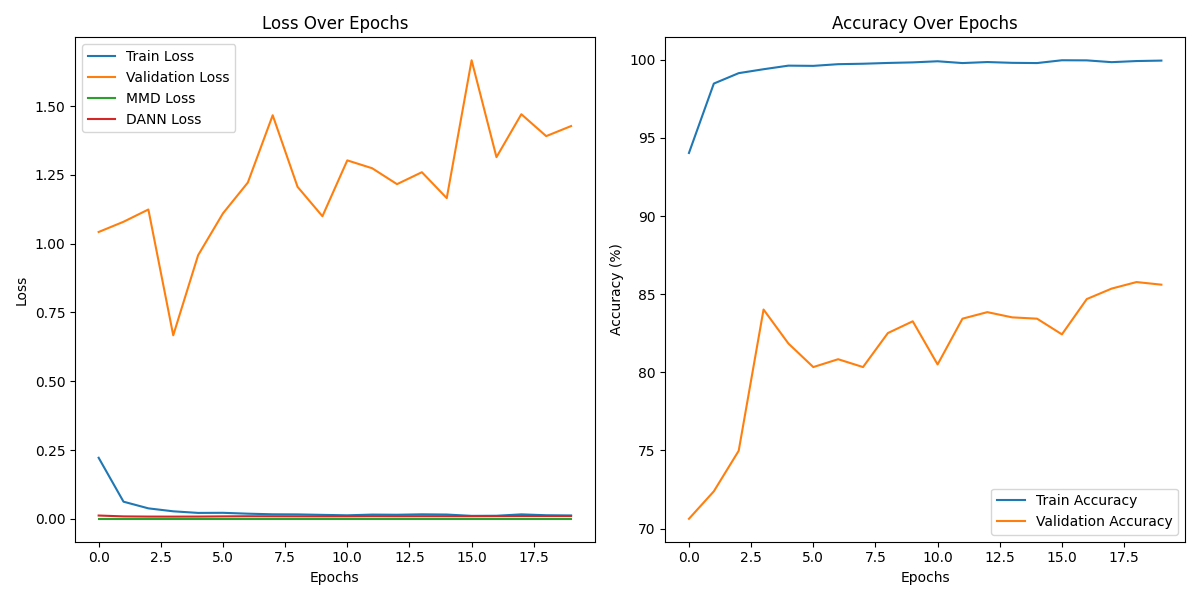 Loss Over Epochs
Train Loss
Validation Loss
MMD Loss
DANN Loss
1.50
1.25
1.00
0.75
0.50
0.25
0.00
Loss
0.0 2.5 5.0 7.5 10.0 12.5 15.0 17.5
Epochs
Accuracy Over Epochs
100
95
90
85
80
75
70
Accuracy (%)
Train Accuracy
Validation Accuracy
0.0 2.5 5.0 7.5 10.0 12.5 15.0 17.5
Epochs